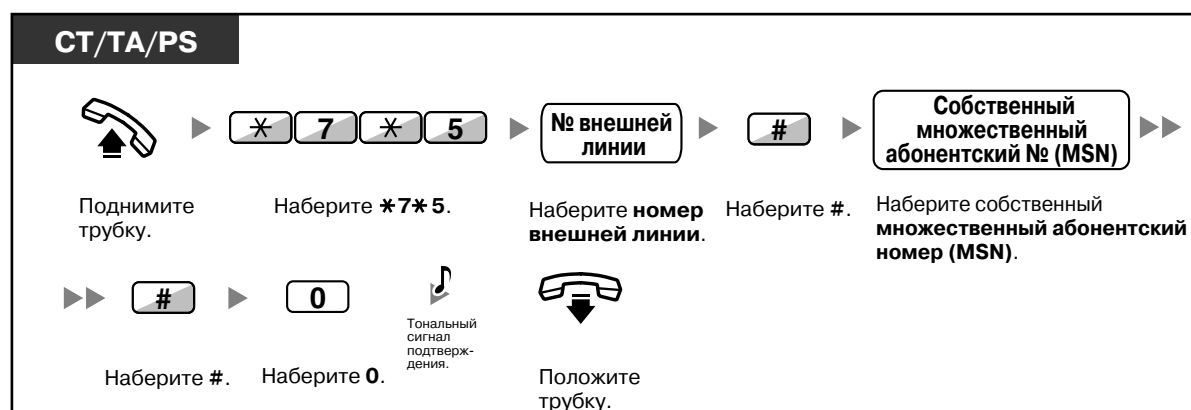 CT/TA/PS
* 7 * 5
№ внешней
линии
#
Собственный
множественный
абонентский № (MSN)
Поднимите
трубку.
Наберите *7*5.
Наберите номер
внешней линии.
Наберите #.
Наберите собственный
множественный абонентский
номер (MSN).
#
0
Тональный
сигнал
подтверж-
дения.
Наберите #.
Наберите 0.
Положите
трубку.